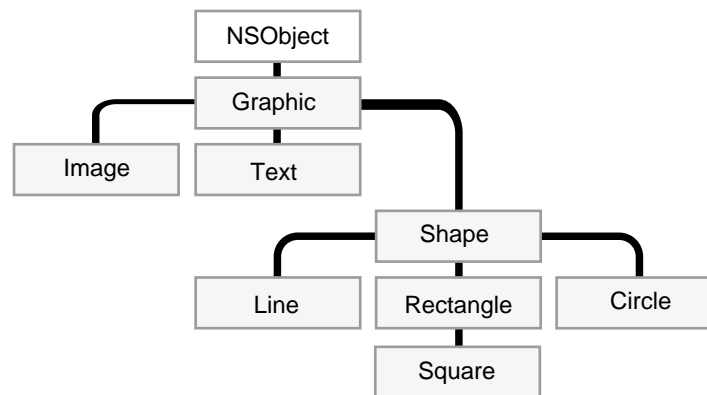 NSObject
Graphic
Image
Text
Shape
Line
Rectangle
Circle
Square